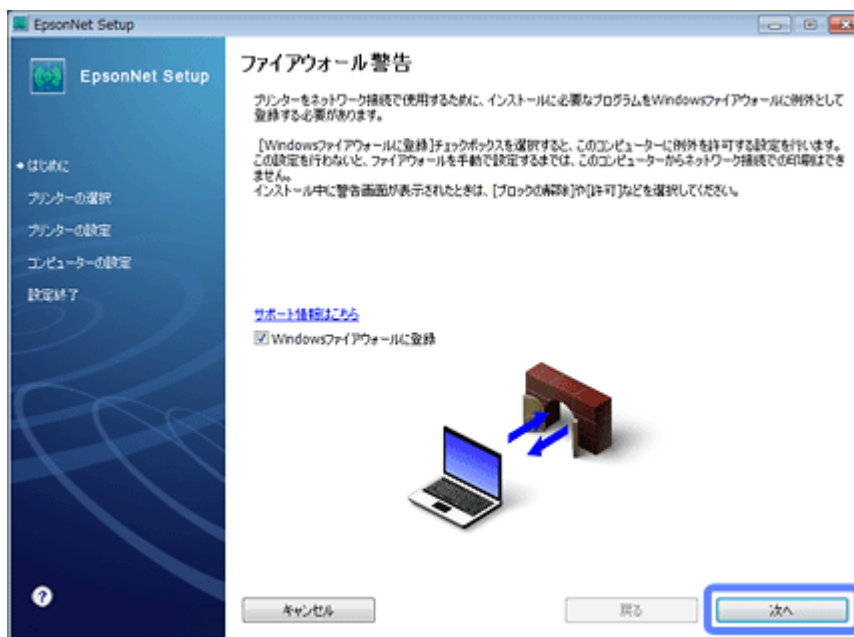 EpsonNet Setup
EpsonNet Setup
はじめに
プリンターの選択
プリンターの設定
コンピューターの設定
設定終了
ファイアウォール警告
プリンターをネットワーク接続で使用するために、インストールに必要なプログラムをWindowsファイアウォールに例外として
登録する必要があります。
[Windowsファイアウォールに登録]チェックボックスを選択すると、このコンピューターに例外を許可する設定を行います。
この設定を行わないと、ファイアウォールを手動で設定するまでは、このコンピューターからネットワーク接続での印刷はでき
ません。
インストール中に警告画面が表示されたときは、[ブロックの解除]や[許可]などを選択してください。
サポート情報はこちら
Windowsファイアウォールに登録
キャンセル
戻る
次へ